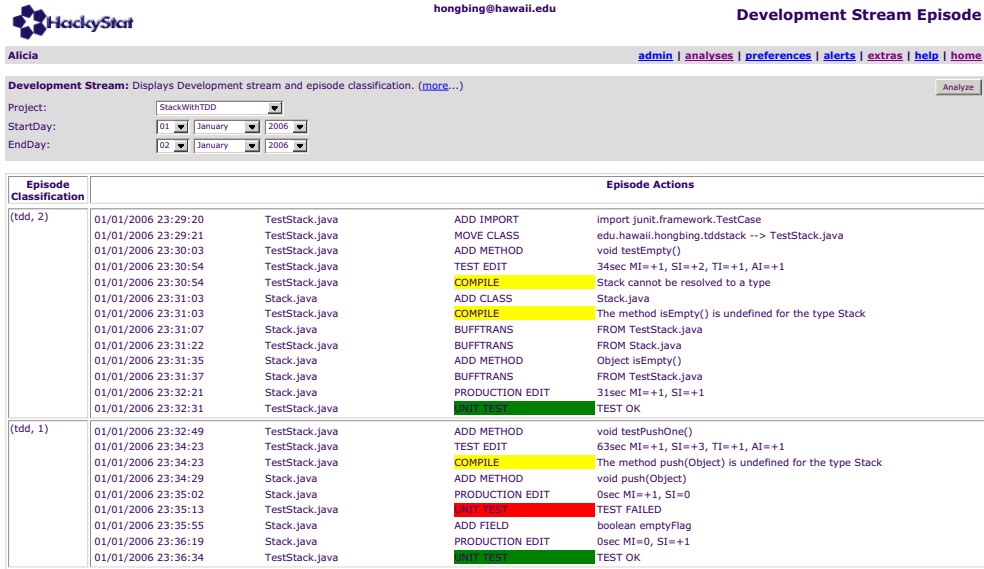 HackyStat
hongbing@hawaii.edu
Development Stream Episode
Alicia
admin | analyses | preferences | alerts | extras | help | home
Development Stream: Displays Development stream and episode classification. (more...)
Analyze
Project: StackWithTDD
StartDay: 01 January 2006
EndDay: 02 January 2006
Episode Classification Episode Actions
(tdd, 2) 01/01/2006 23:29:20 TestStack.java ADD IMPORT import junit.framework.TestCase
01/01/2006 23:29:21 TestStack.java MOVE CLASS edu.hawaii.hongbing.tddstack --> TestStack.java
01/01/2006 23:30:03 TestStack.java ADD METHOD void testEmpty()
01/01/2006 23:30:54 TestStack.java TEST EDIT 34sec MI=+1, SI=+2, TI=+1, AI=+1
01/01/2006 23:30:54 TestStack.java COMPILE Stack cannot be resolved to a type
01/01/2006 23:31:03 Stack.java ADD CLASS Stack.java
01/01/2006 23:31:03 TestStack.java COMPILE The method isEmpty() is undefined for the type Stack
01/01/2006 23:31:07 Stack.java BUFFTRANS FROM TestStack.java
01/01/2006 23:31:22 TestStack.java BUFFTRANS FROM Stack.java
01/01/2006 23:31:35 Stack.java ADD METHOD Object isEmpty()
01/01/2006 23:31:37 Stack.java BUFFTRANS FROM TestStack.java
01/01/2006 23:32:21 Stack.java PRODUCTION EDIT 31sec MI=+1, SI=+1
01/01/2006 23:32:31 TestStack.java UNIT TEST TEST OK
(tdd, 1) 01/01/2006 23:32:49 TestStack.java ADD METHOD void testPushOne()
01/01/2006 23:34:23 TestStack.java TEST EDIT 63sec MI=+1, SI=+3, TI=+1, AI=+1
01/01/2006 23:34:23 TestStack.java COMPILE The method push(Object) is undefined for the type Stack
01/01/2006 23:34:29 Stack.java ADD METHOD void push(Object)
01/01/2006 23:35:02 Stack.java PRODUCTION EDIT 0sec MI=+1, SI=0
01/01/2006 23:35:13 TestStack.java UNIT TEST TEST FAILED
01/01/2006 23:35:55 Stack.java ADD FIELD boolean emptyFlag
01/01/2006 23:36:19 Stack.java PRODUCTION EDIT 0sec MI=0, SI=+1
01/01/2006 23:36:34 TestStack.java UNIT TEST TEST OK